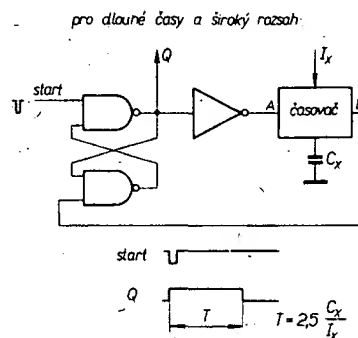 pro dlouhé časy a široký rozsah
Q
I_x
start
A
časovač
C_x
start
Q
T
T = 2,5 C_x / I_x